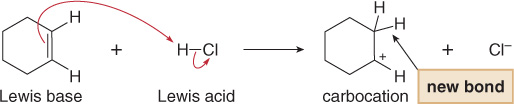 H
H
+
H–Cl
H
H
+
H
+
Cl⁻
new bond
Lewis base
Lewis acid
carbocation